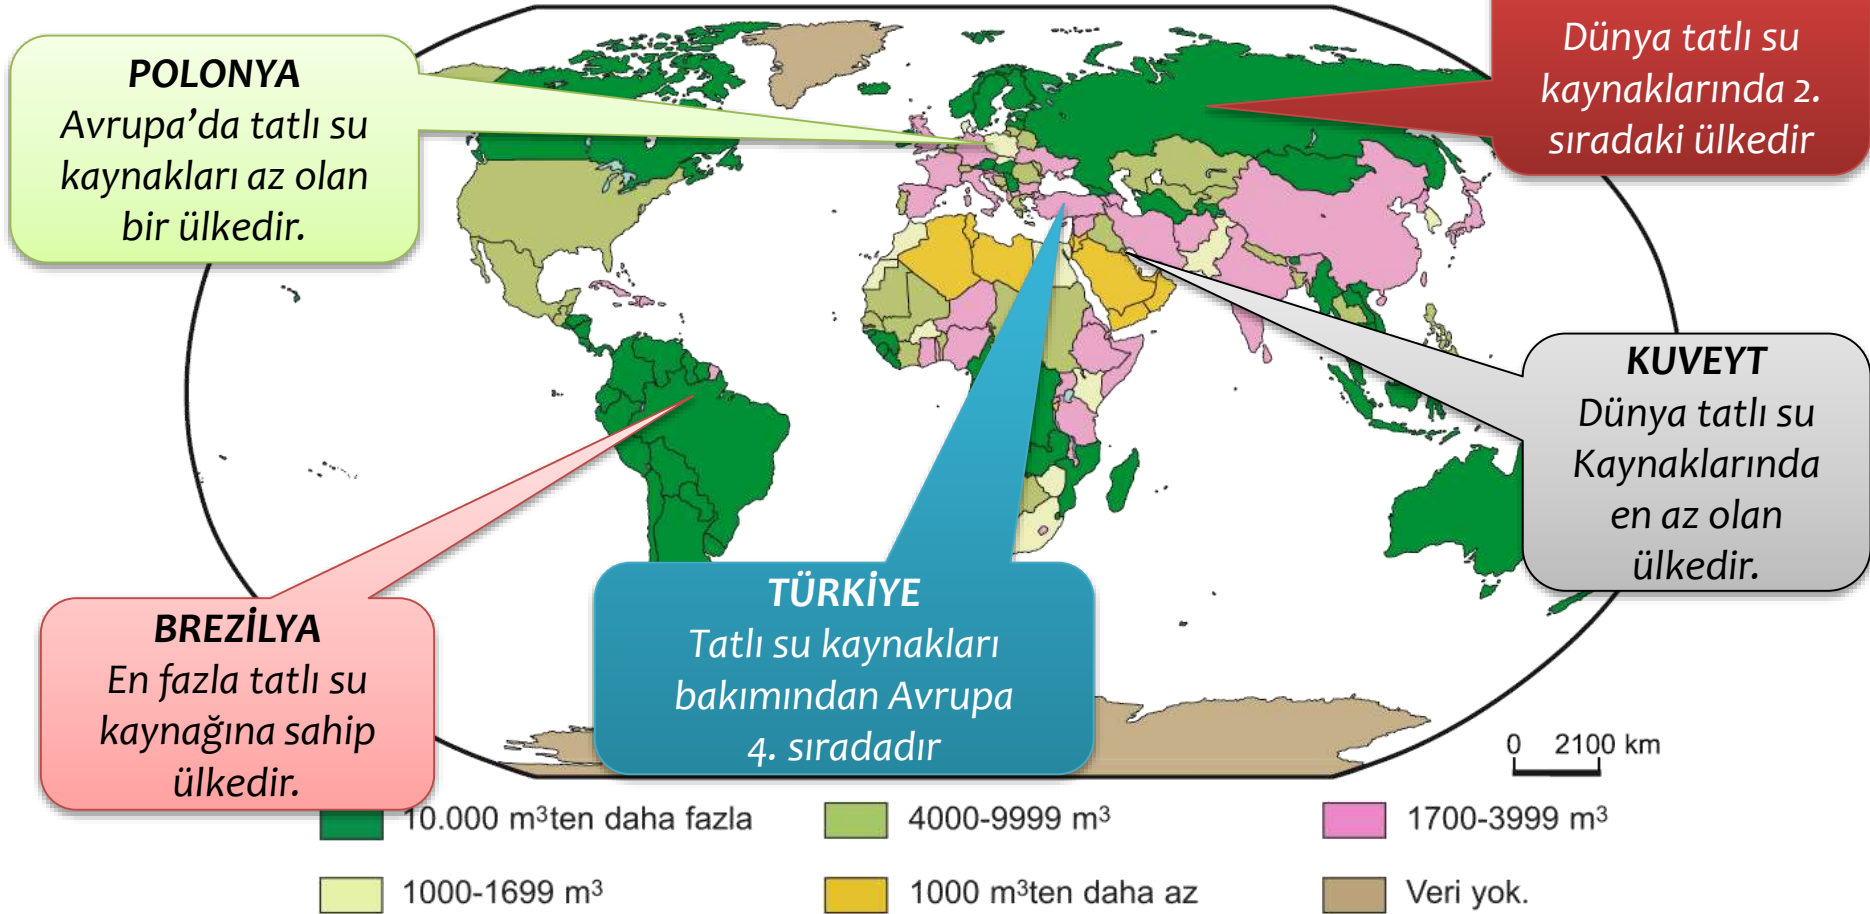 POLONYA
Avrupa’da tatlı su
kaynakları az olan
bir ülkedir.
Dünya tatlı su
kaynaklarında 2.
sıradaki ülkedir
KUVEYT
Dünya tatlı su
Kaynaklarında
en az olan
ülkedir.
BREZİLYA
En fazla tatlı su
kaynağına sahip
ülkedir.
TÜRKİYE
Tatlı su kaynakları
bakımından Avrupa
4. sıradadır
0 2100 km
10.000 m³ten daha fazla
4000-9999 m³
1700-3999 m³
1000-1699 m³
1000 m³ten daha az
Veri yok.